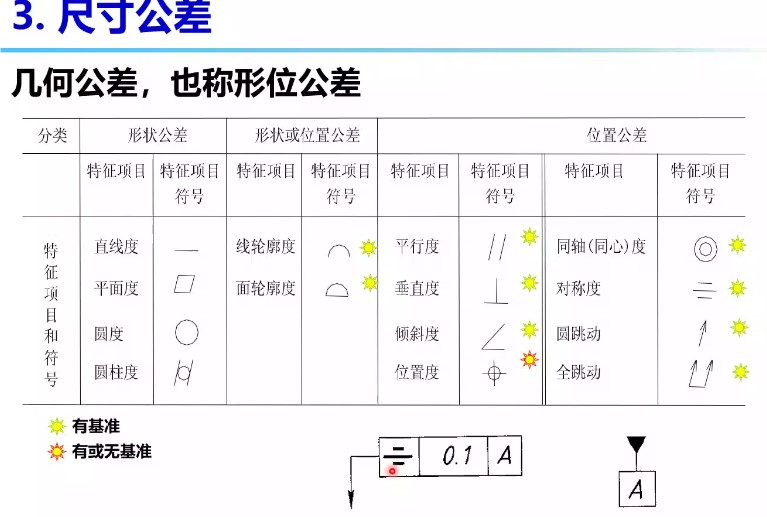 3. 尺寸公差
几何公差，也称形位公差
分类 形状公差 形状或位置公差 位置公差
特征项目 特征项目符号 特征项目 特征项目符号 特征项目 特征项目符号 特征项目 特征项目符号
特征项目和符号
直线度 线轮廓度 平行度 同轴(同心)度
平面度 面轮廓度 垂直度 对称度
圆度 倾斜度 圆跳动
圆柱度 位置度 全跳动
有基准
有或无基准
0.1 A
A